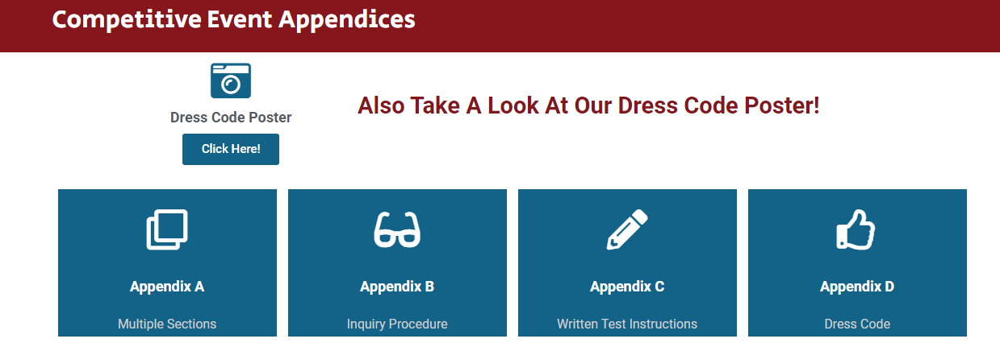 Competitive Event Appendices
Dress Code Poster
Click Here!
Also Take A Look At Our Dress Code Poster!
Appendix A
Multiple Sections
Appendix B
Inquiry Procedure
Appendix C
Written Test Instructions
Appendix D
Dress Code